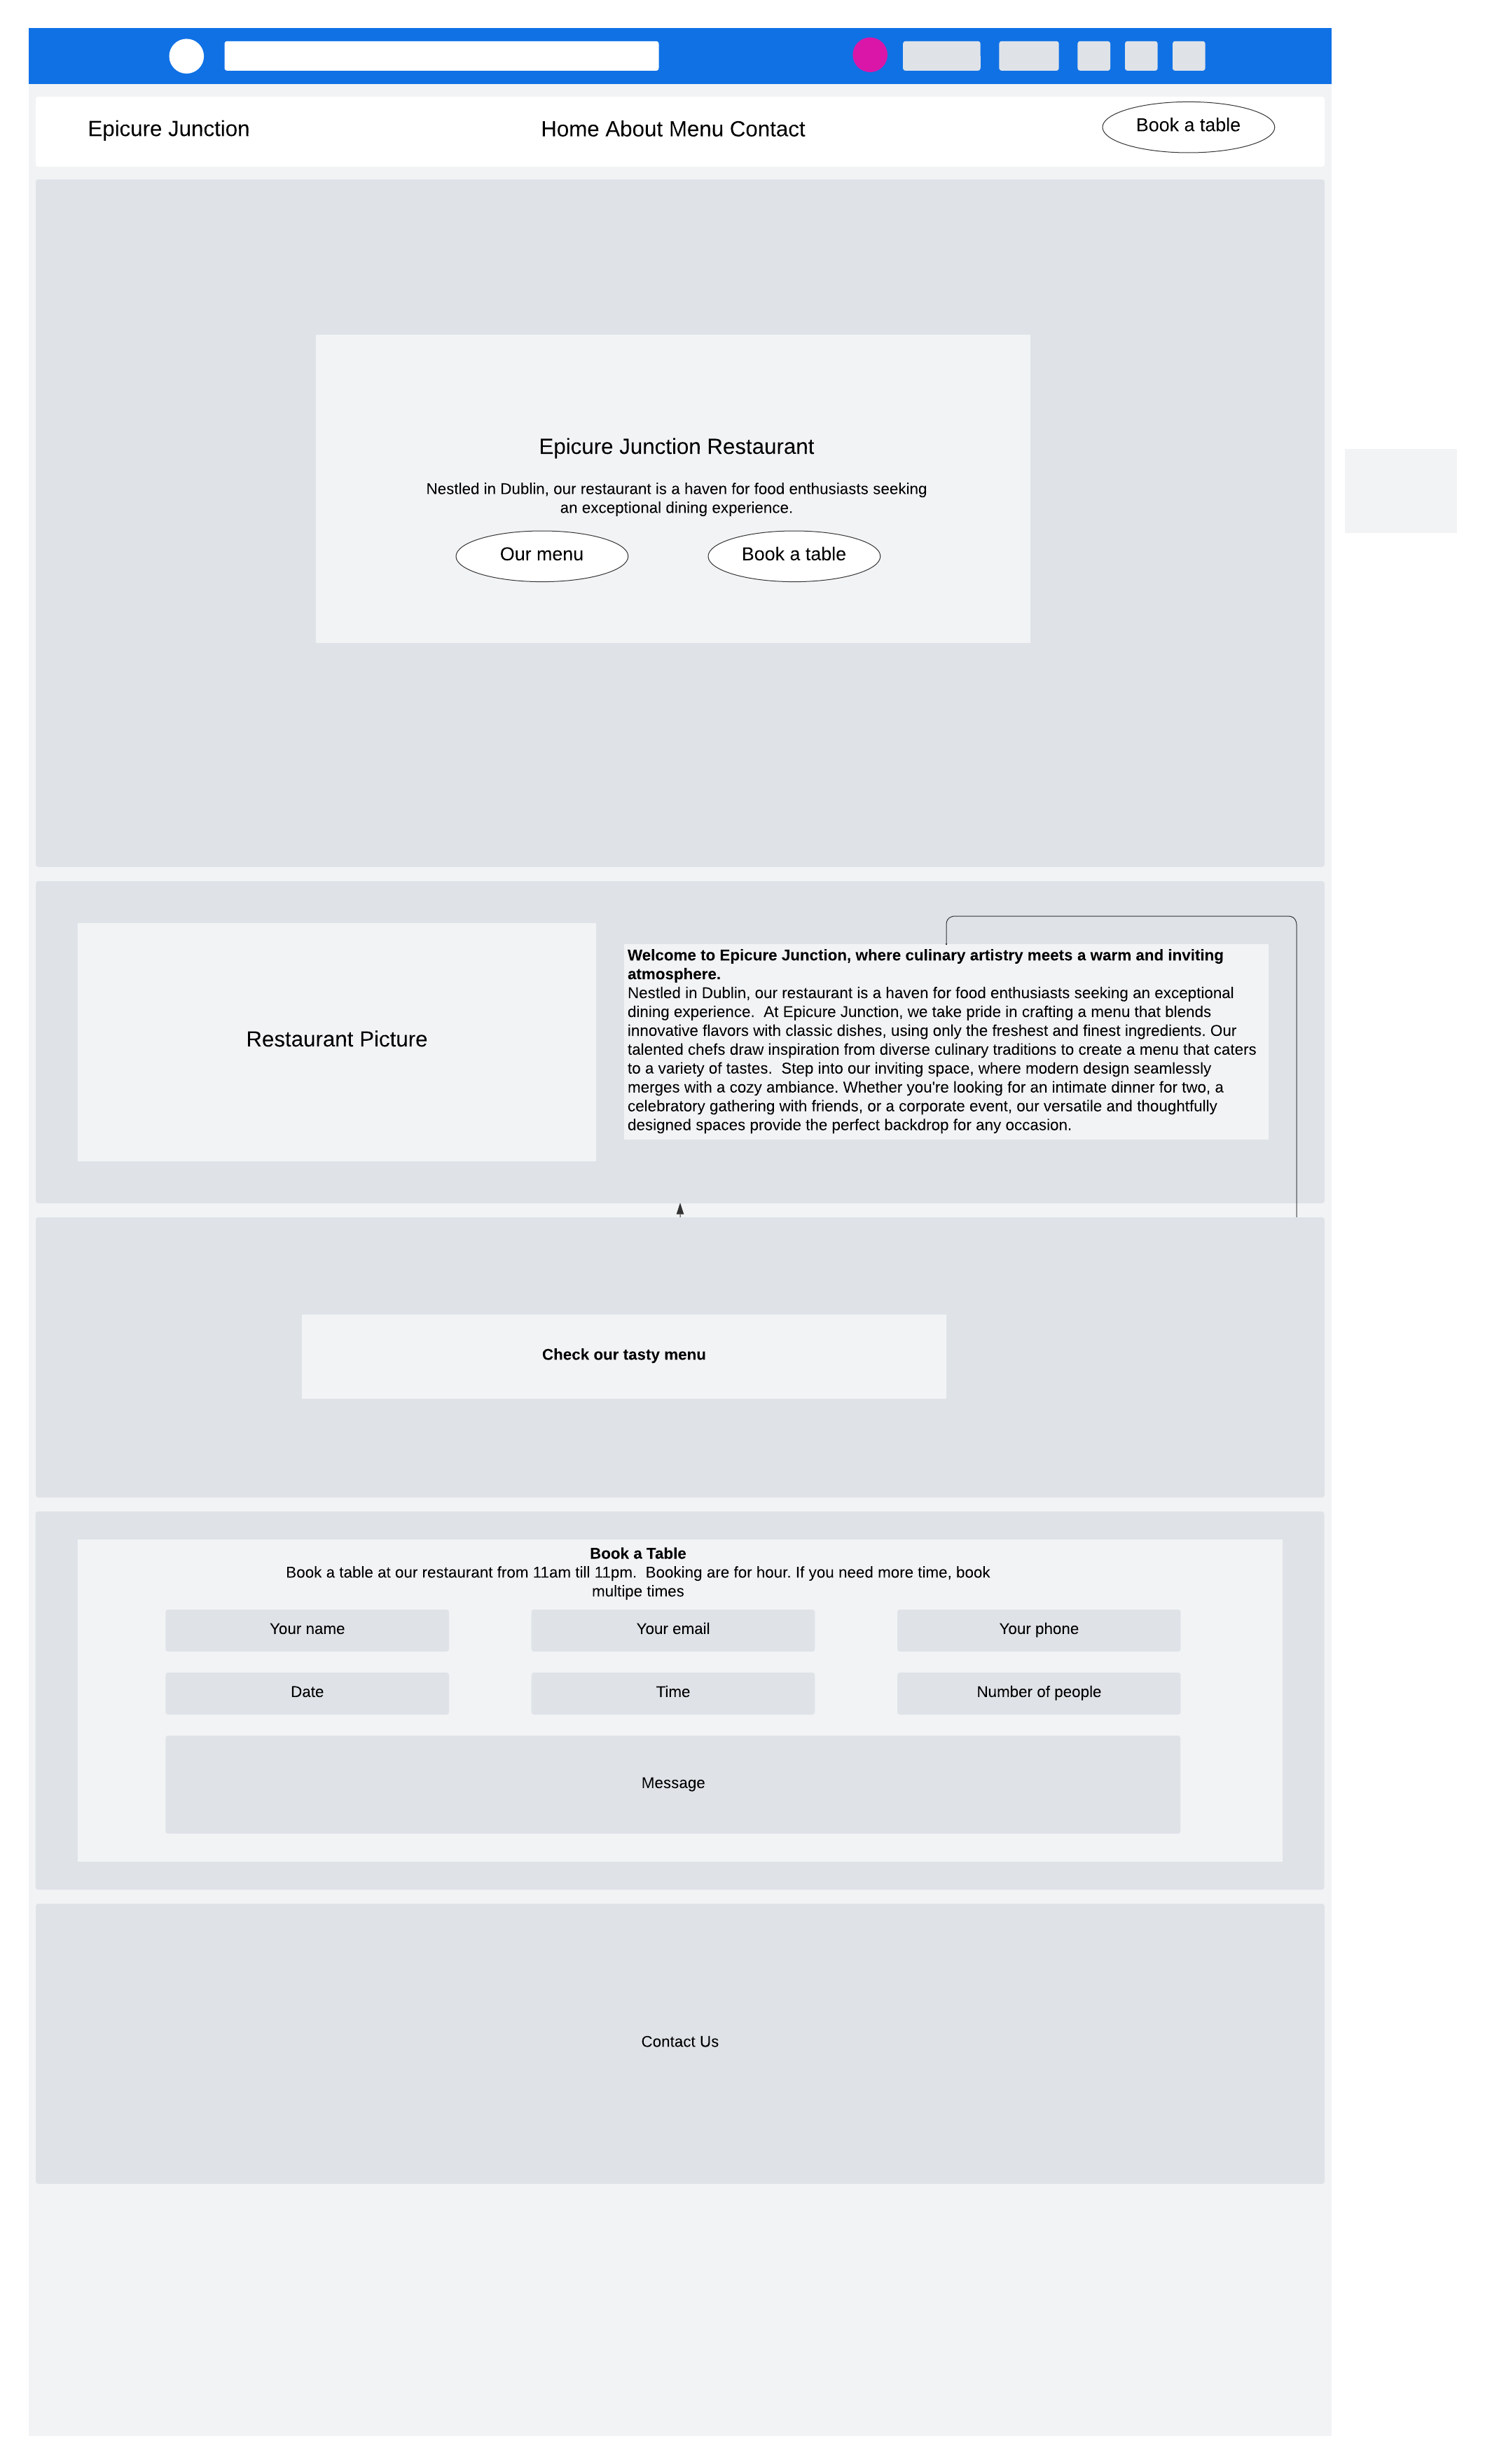 Epicure Junction
Home About Menu Contact
Book a table
Epicure Junction Restaurant
Nestled in Dublin, our restaurant is a haven for food enthusiasts seeking
an exceptional dining experience.
Our menu
Book a table
Restaurant Picture
Welcome to Epicure Junction, where culinary artistry meets a warm and inviting
atmosphere.
Nestled in Dublin, our restaurant is a haven for food enthusiasts seeking an exceptional
dining experience.  At Epicure Junction, we take pride in crafting a menu that blends
innovative flavors with classic dishes, using only the freshest and finest ingredients. Our
talented chefs draw inspiration from diverse culinary traditions to create a menu that caters
to a variety of tastes.  Step into our inviting space, where modern design seamlessly
merges with a cozy ambiance. Whether you're looking for an intimate dinner for two, a
celebratory gathering with friends, or a corporate event, our versatile and thoughtfully
designed spaces provide the perfect backdrop for any occasion.
Check our tasty menu
Book a Table
Book a table at our restaurant from 11am till 11pm.  Booking are for hour. If you need more time, book
multipe times
Your name
Your email
Your phone
Date
Time
Number of people
Message
Contact Us